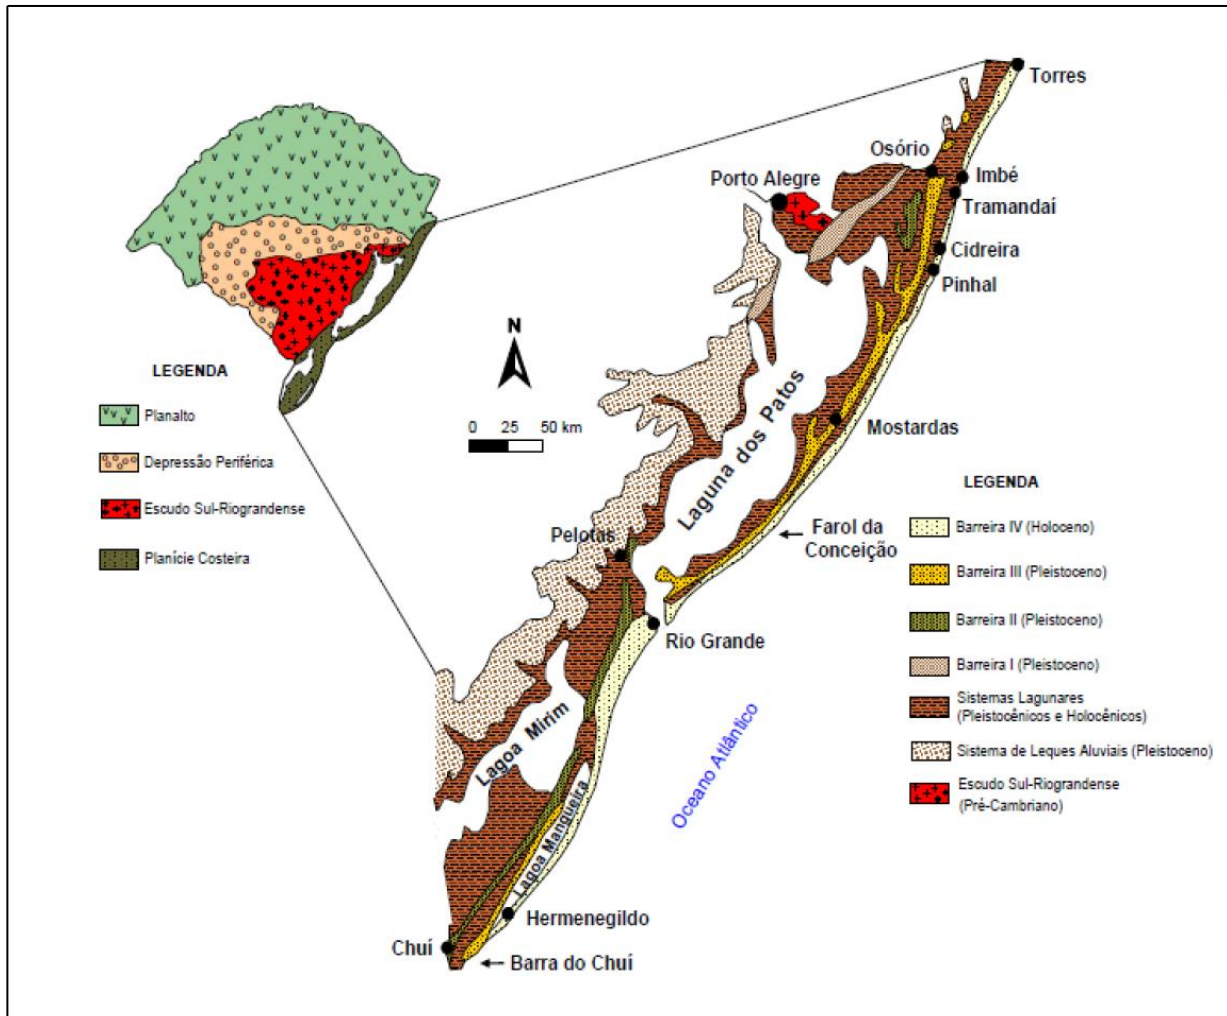 Torres
Osório
Imbé
Porto Alegre
Tramandaí
Cidreira
Pinhal
LEGENDA
Planalto
Depressão Periférica
Escudo Sul-Riograndense
Planície Costeira
N
0 25 50 km
Laguna dos Patos
Mostardas
Farol da
Conceição
Pelotas
Rio Grande
Lagoa Mirim
Lagoa Mangueira
Oceano Atlântico
Hermenegildo
Chuí
Barra do Chuí
LEGENDA
Barreira IV (Holoceno)
Barreira III (Pleistoceno)
Barreira II (Pleistoceno)
Barreira I (Pleistoceno)
Sistemas Lagunares
(Pleistocênicos e Holocênicos)
Sistema de Leques Aluviais (Pleistoceno)
Escudo Sul-Riograndense
(Pré-Cambriano)